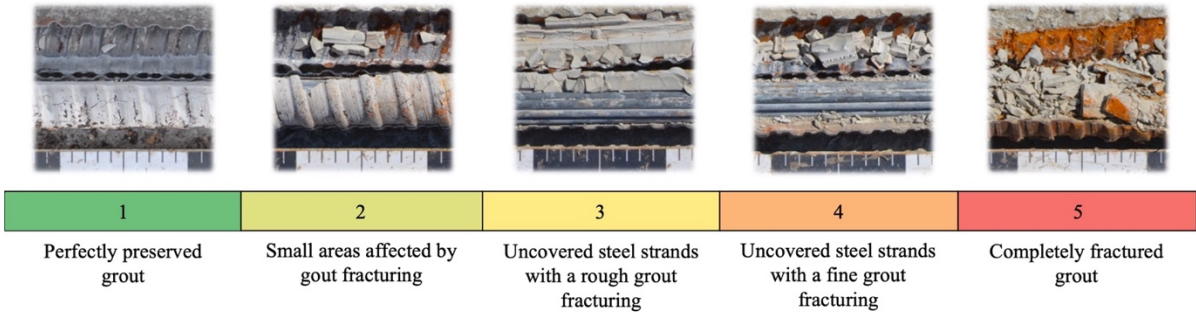 1
2
3
4
5
Perfectly preserved
grout
Small areas affected by
gout fracturing
Uncovered steel strands
with a rough grout
fracturing
Uncovered steel strands
with a fine grout
fracturing
Completely fractured
grout